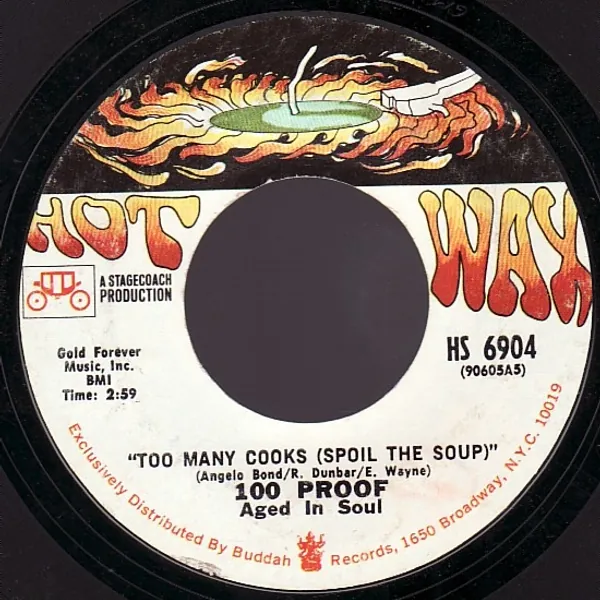 HOT WAX
A STAGECOACH
PRODUCTION
Gold Forever
Music, Inc.
BMI
Time: 2:59
HS 6904
(90605A5)
"TOO MANY COOKS (SPOIL THE SOUP)"
(Angelo Bond/R. Dunbar/E. Wayne)
100 PROOF
Aged In Soul
Exclusively Distributed By Buddah Records, 1650 Broadway, N.Y.C. 10019